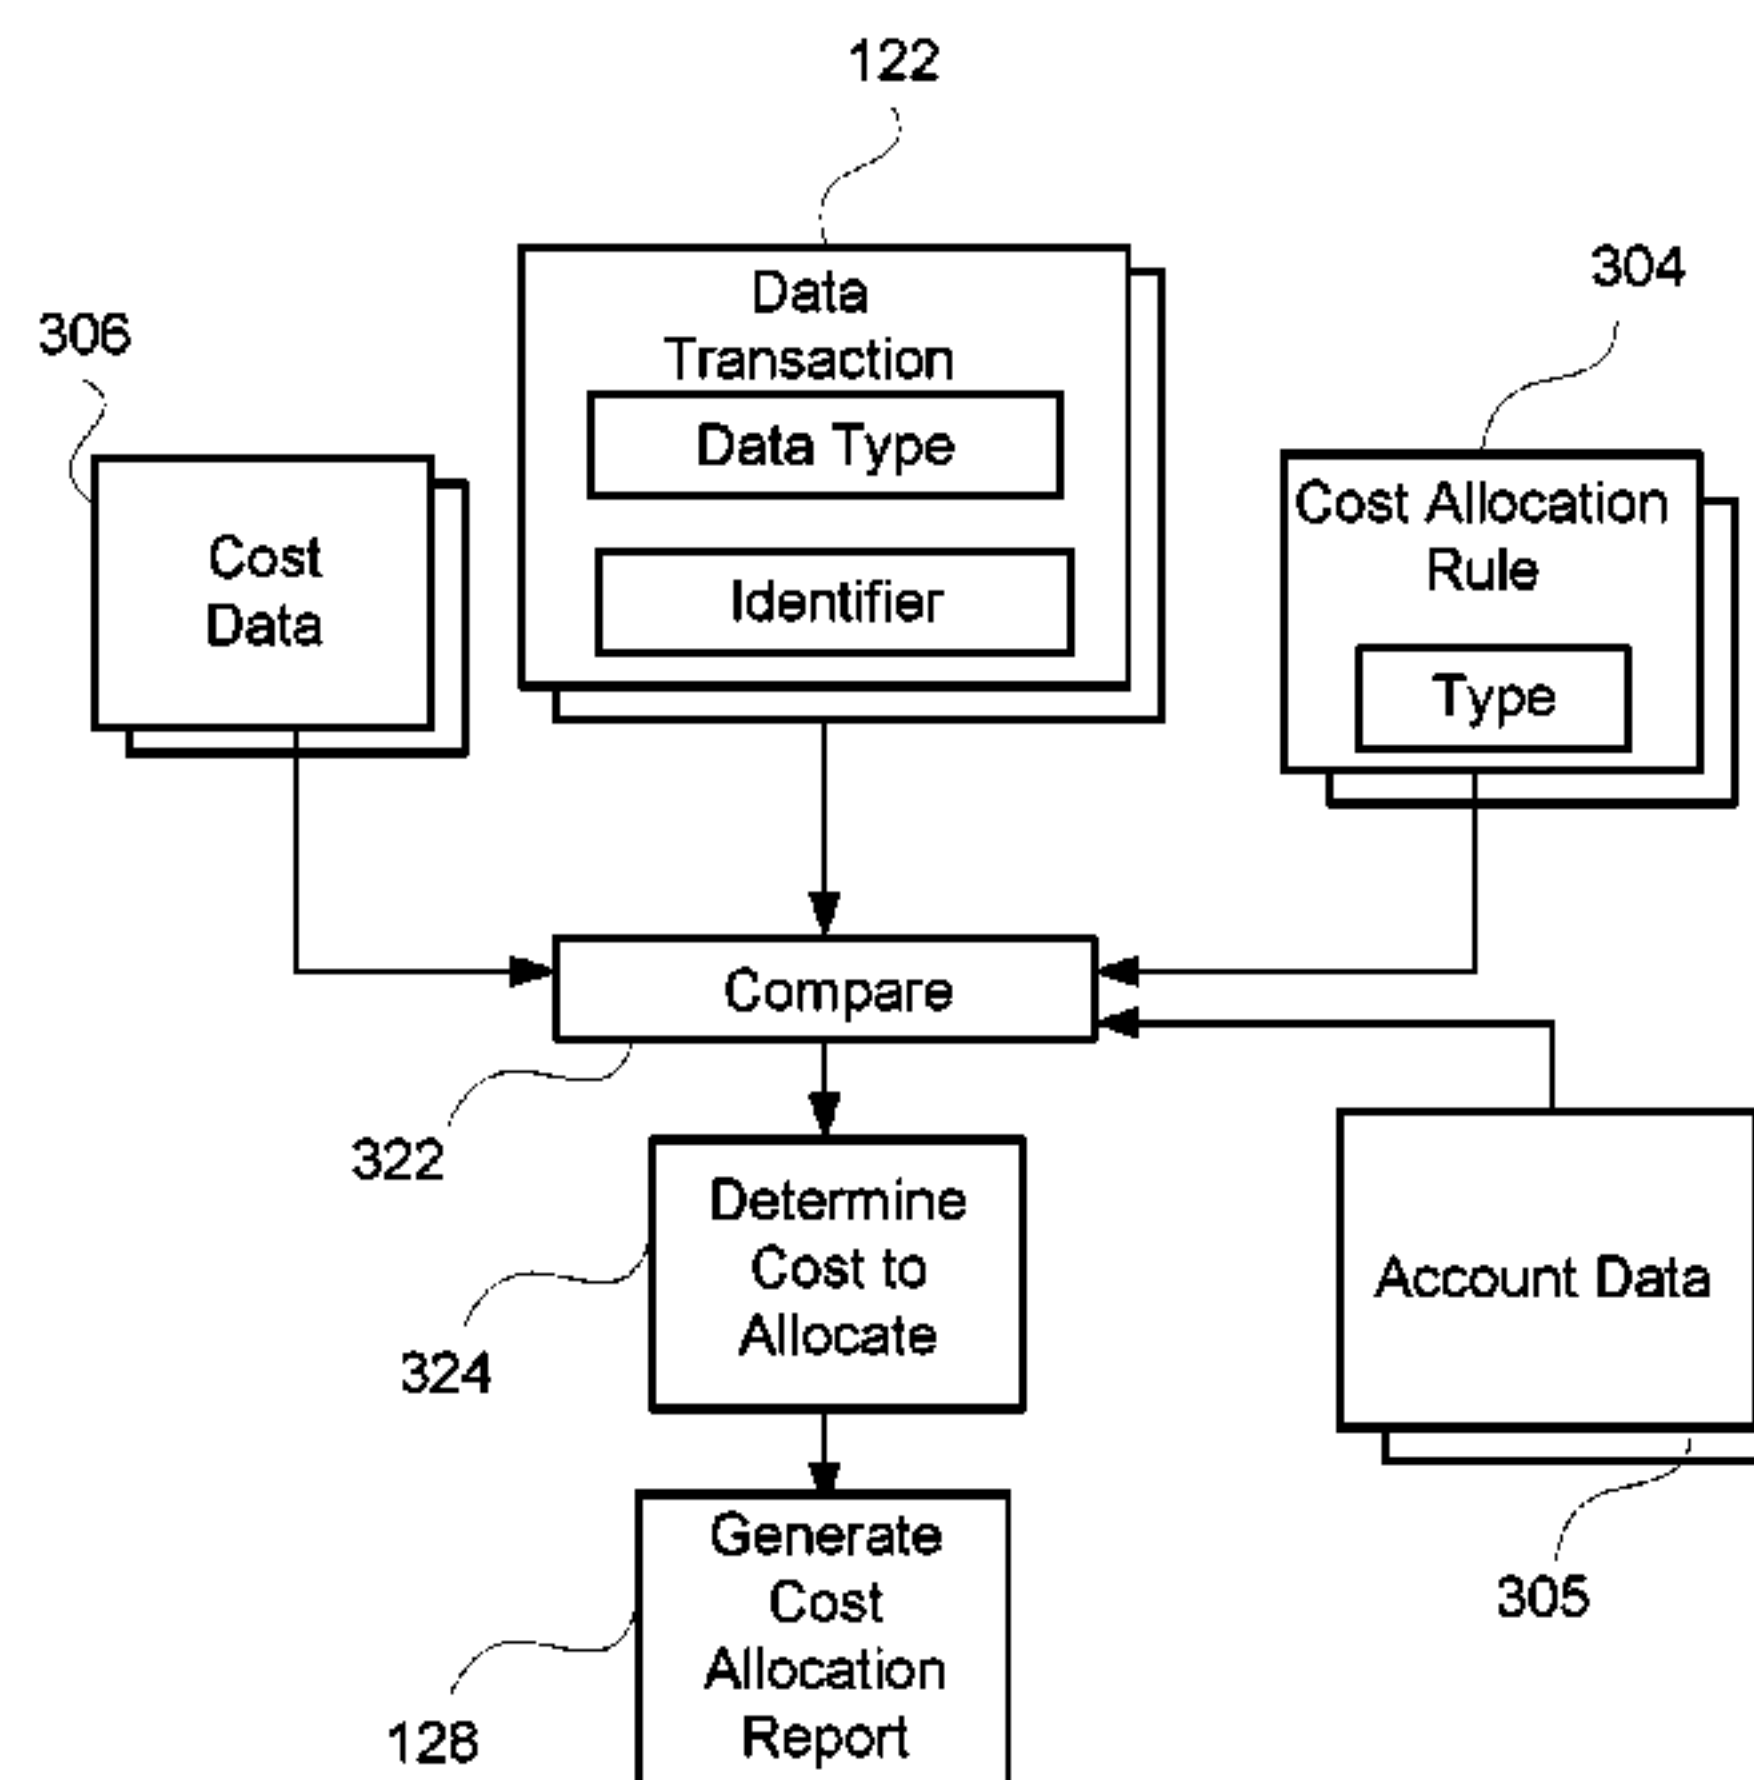 122
Data
Transaction
Data Type
Identifier
304
Cost Allocation
Rule
Type
306
Cost
Data
Compare
322
Determine
Cost to
Allocate
324
Account Data
305
Generate
Cost
Allocation
Report
128